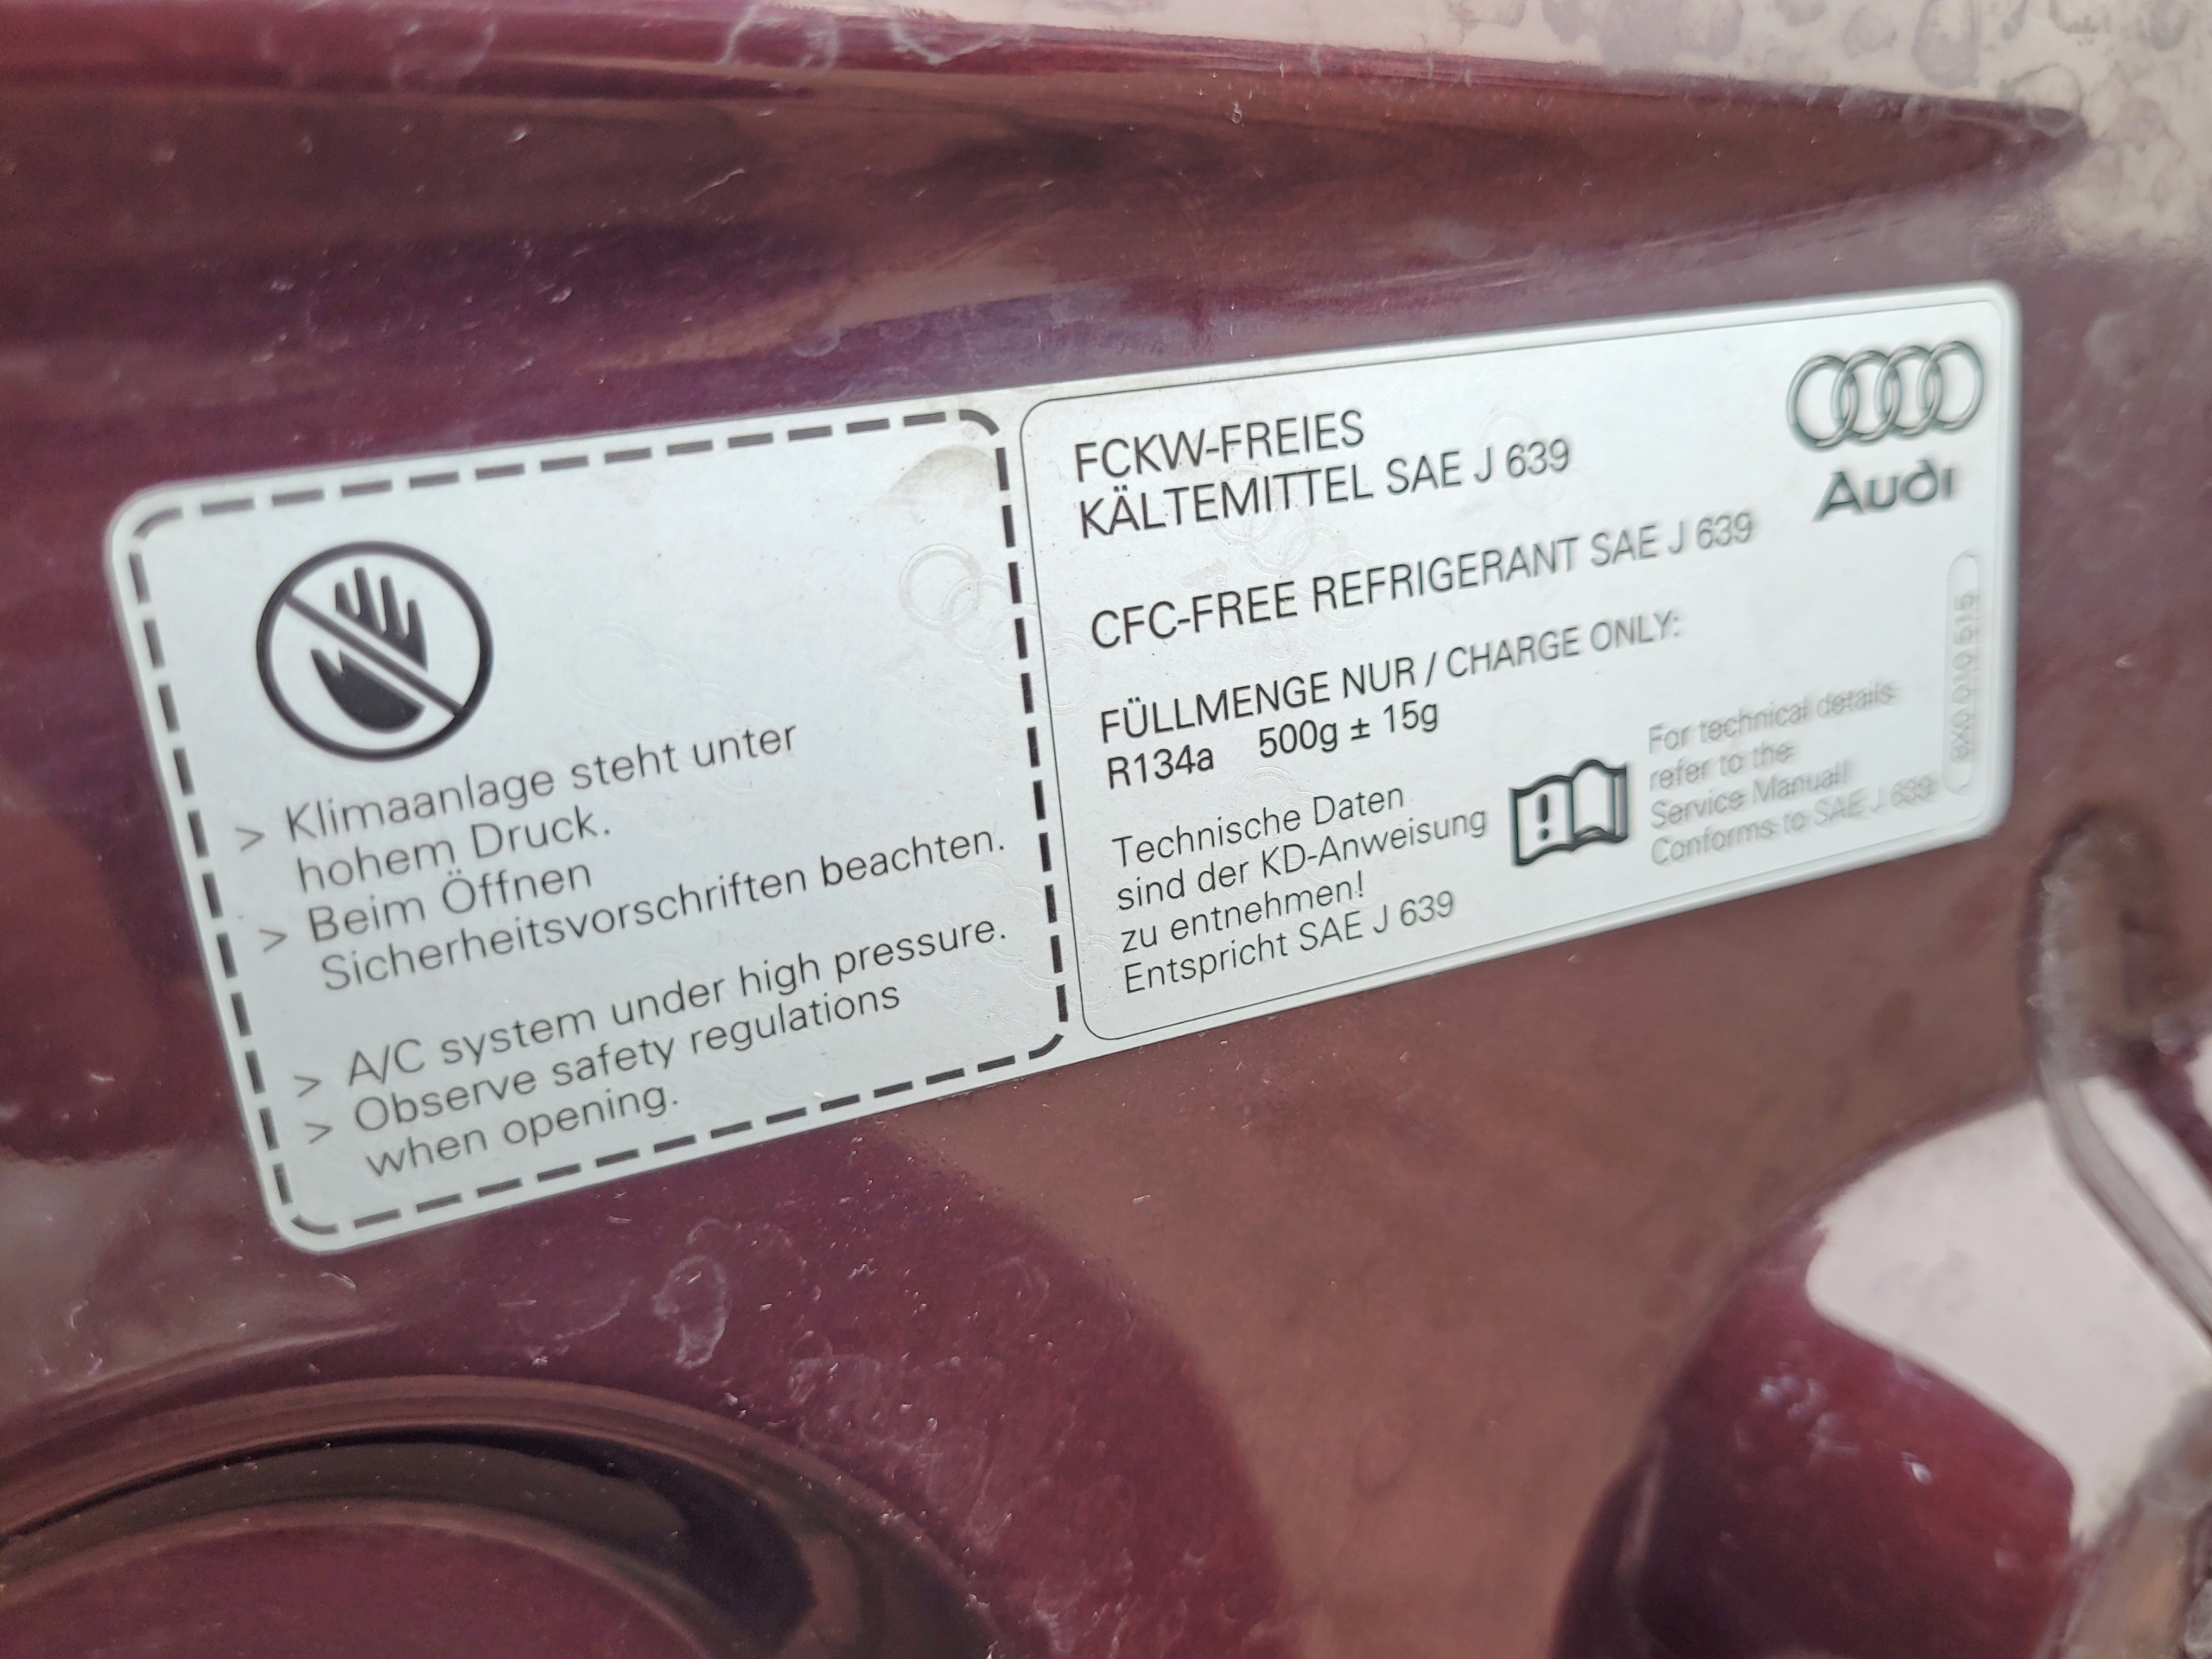 > Klimaanlage steht unter
hohem Druck.
> Beim Öffnen
Sicherheitsvorschriften beachten.
> A/C system under high pressure.
> Observe safety regulations
when opening.
FCKW-FREIES
KÄLTEMITTEL SAE J 639
CFC-FREE REFRIGERANT SAE J 639
FÜLLMENGE NUR / CHARGE ONLY:
R134a 500g ± 15g
Technische Daten
sind der KD-Anweisung
zu entnehmen!
Entspricht SAE J 639
For technical details
refer to the
Service Manual!
Conforms to SAE J 639
Audi
8X0 010 515